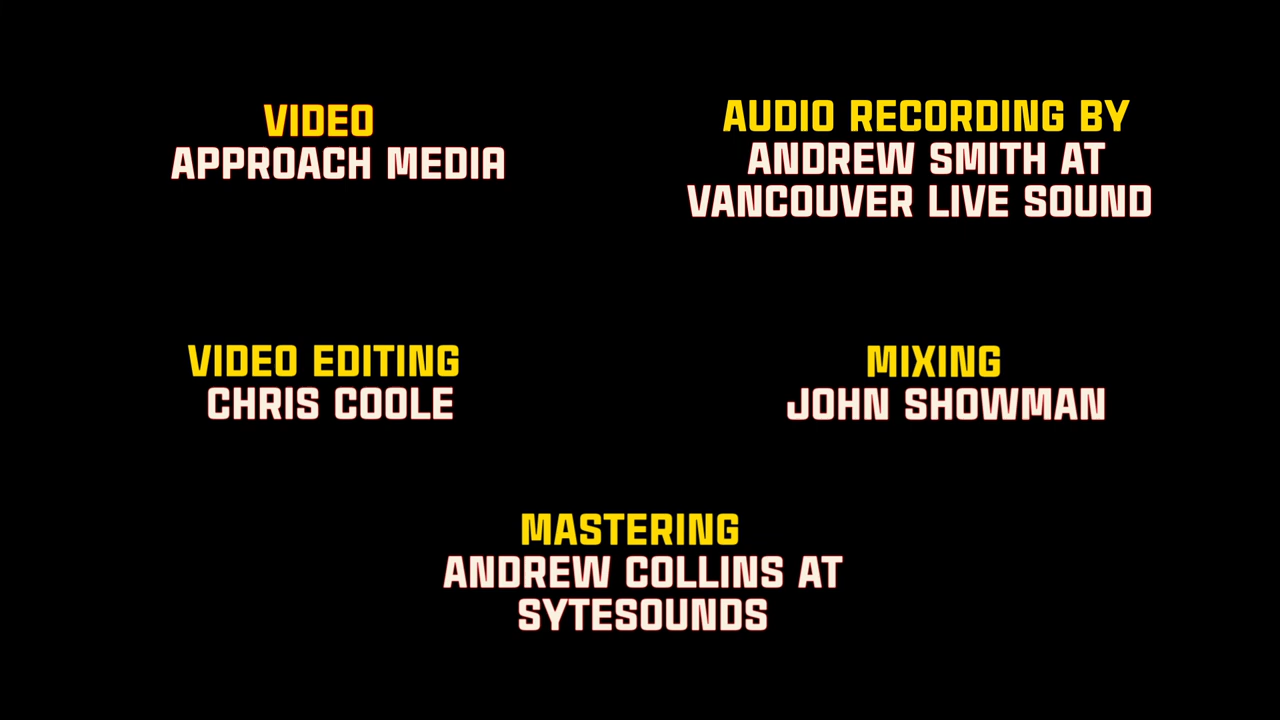 VIDEO
APPROACH MEDIA
AUDIO RECORDING BY
ANDREW SMITH AT
VANCOUVER LIVE SOUND
VIDEO EDITING
CHRIS COOLE
MIXING
JOHN SHOWMAN
MASTERING
ANDREW COLLINS AT
SYTESOUNDS